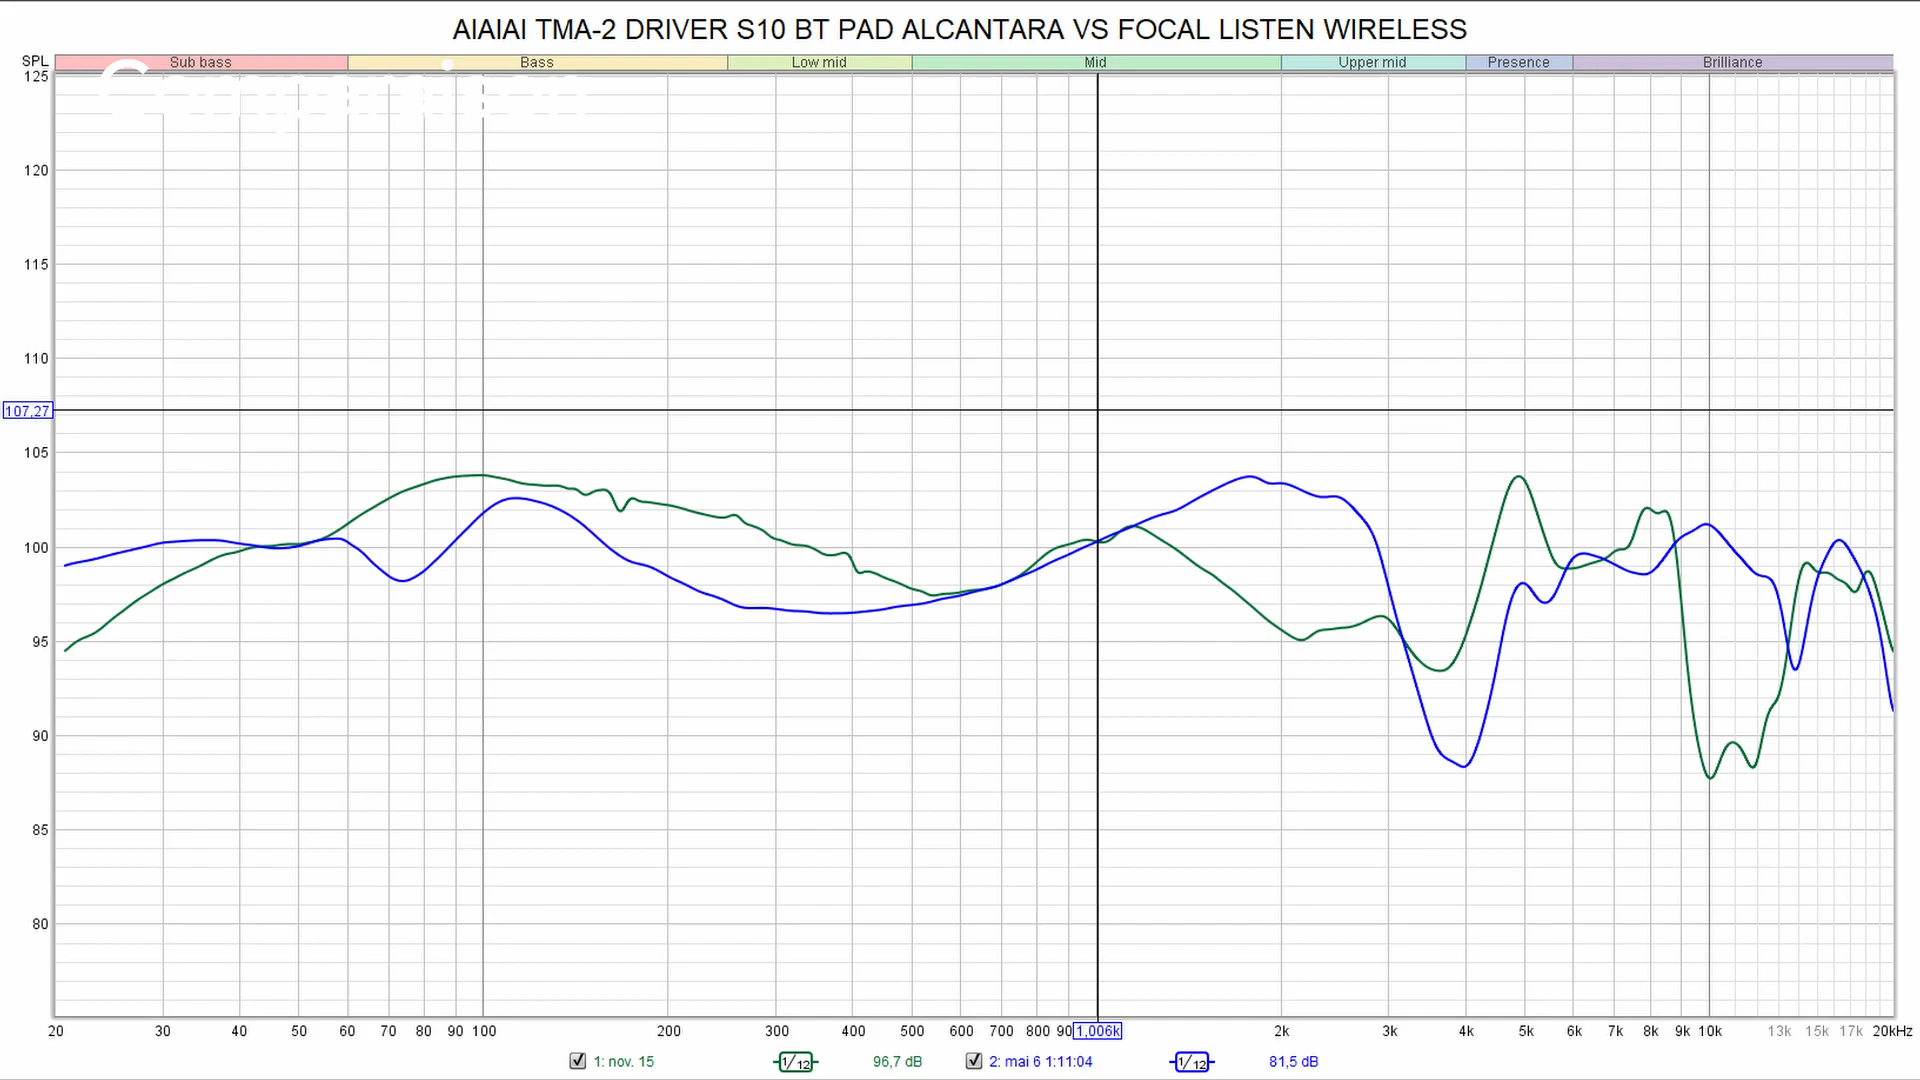 AIAIAI TMA-2 DRIVER S10 BT PAD ALCANTARA VS FOCAL LISTEN WIRELESS
SPL Sub bass Bass Low mid Mid Upper mid Presence Brilliance
125
120
115
110
107,27
105
100
95
90
85
80
20 30 40 50 60 70 80 90 100 200 300 400 500 600 700 800 90 1,006k 2k 3k 4k 5k 6k 7k 8k 9k 10k 13k 15k 17k 20kHz
1: nov. 15 1/12 96,7 dB 2: mai 6 1:11:04 1/12 81,5 dB